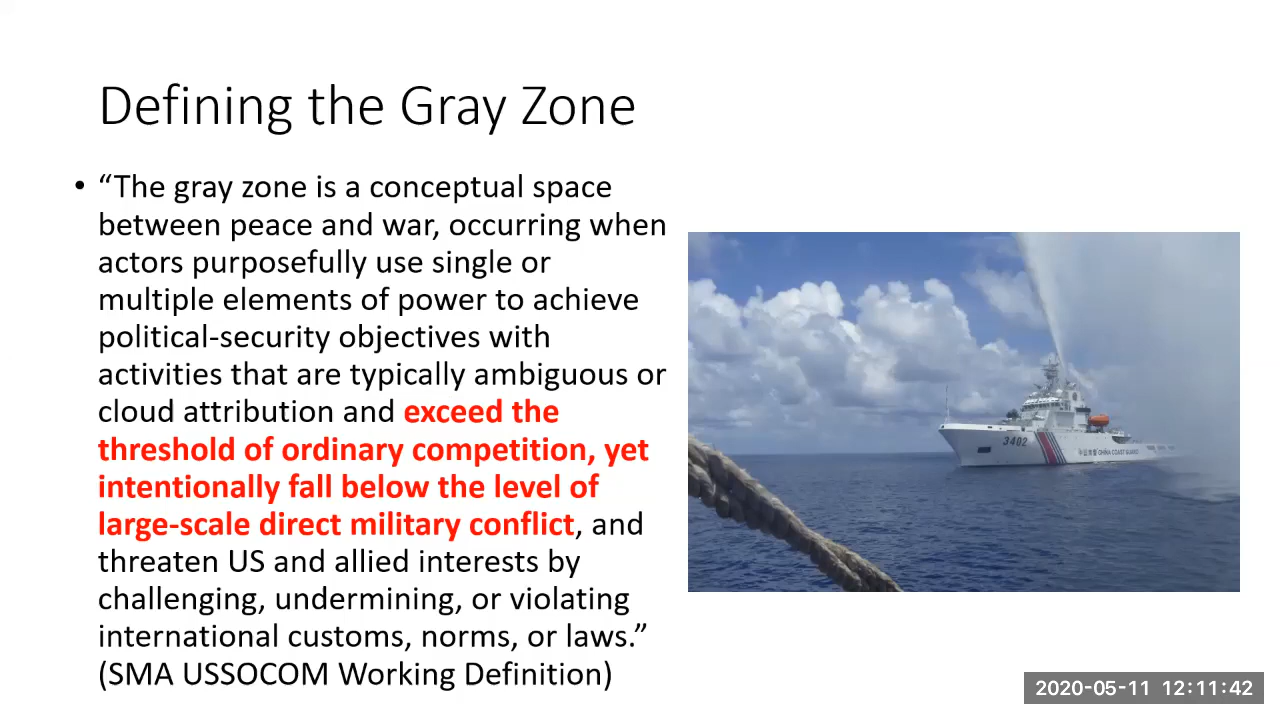 Defining the Gray Zone
• “The gray zone is a conceptual space
between peace and war, occurring when
actors purposefully use single or
multiple elements of power to achieve
political-security objectives with
activities that are typically ambiguous or
cloud attribution and exceed the
threshold of ordinary competition, yet
intentionally fall below the level of
large-scale direct military conflict, and
threaten US and allied interests by
challenging, undermining, or violating
international customs, norms, or laws.”
(SMA USSOCOM Working Definition)
3402
中国海警 CHINA COAST GUARD
2020-05-11 12:11:42